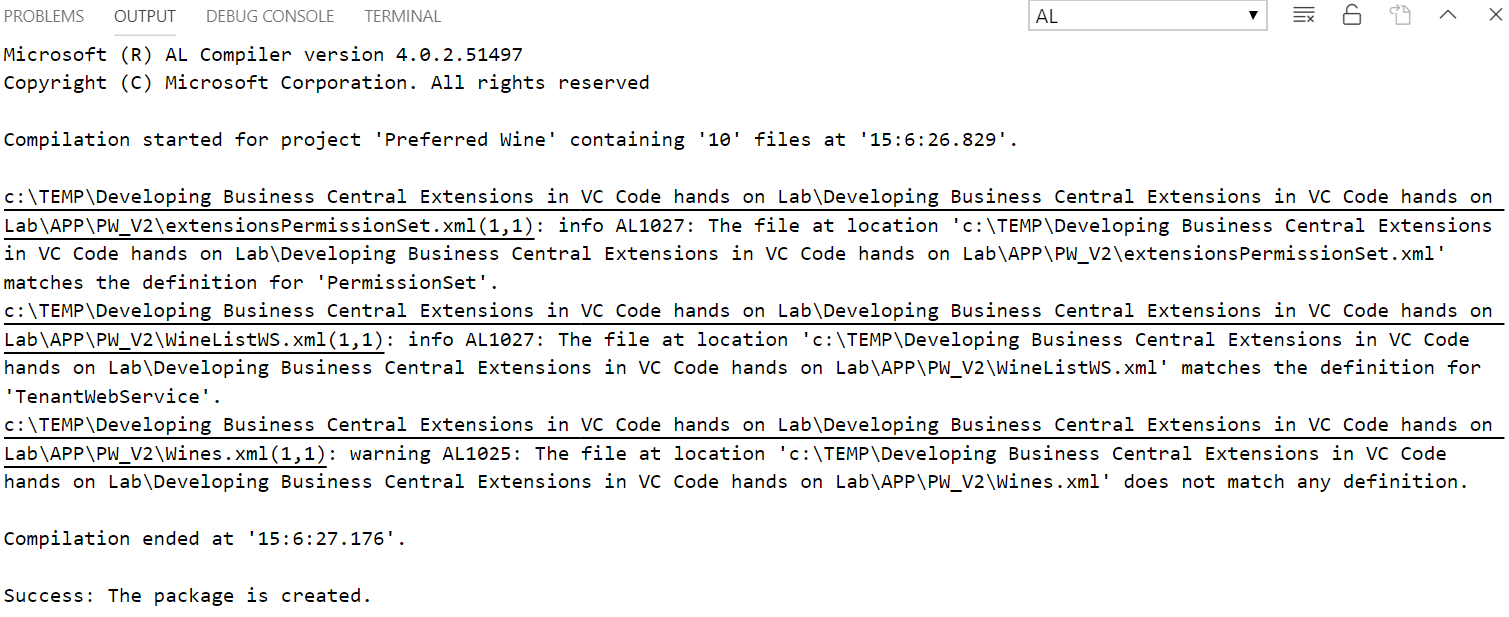 PROBLEMS OUTPUT DEBUG CONSOLE TERMINAL AL
Microsoft (R) AL Compiler version 4.0.2.51497
Copyright (C) Microsoft Corporation. All rights reserved
Compilation started for project 'Preferred Wine' containing '10' files at '15:6:26.829'.
c:\TEMP\Developing Business Central Extensions in VC Code hands on Lab\Developing Business Central Extensions in VC Code hands on
Lab\APP\PW_V2\extensionsPermissionSet.xml(1,1): info AL1027: The file at location 'c:\TEMP\Developing Business Central Extensions
in VC Code hands on Lab\Developing Business Central Extensions in VC Code hands on Lab\APP\PW_V2\extensionsPermissionSet.xml'
matches the definition for 'PermissionSet'.
c:\TEMP\Developing Business Central Extensions in VC Code hands on Lab\Developing Business Central Extensions in VC Code hands on
Lab\APP\PW_V2\WineListWS.xml(1,1): info AL1027: The file at location 'c:\TEMP\Developing Business Central Extensions in VC Code
hands on Lab\Developing Business Central Extensions in VC Code hands on Lab\APP\PW_V2\WineListWS.xml' matches the definition for
'TenantWebService'.
c:\TEMP\Developing Business Central Extensions in VC Code hands on Lab\Developing Business Central Extensions in VC Code hands on
Lab\APP\PW_V2\Wines.xml(1,1): warning AL1025: The file at location 'c:\TEMP\Developing Business Central Extensions in VC Code
hands on Lab\Developing Business Central Extensions in VC Code hands on Lab\APP\PW_V2\Wines.xml' does not match any definition.
Compilation ended at '15:6:27.176'.
Success: The package is created.